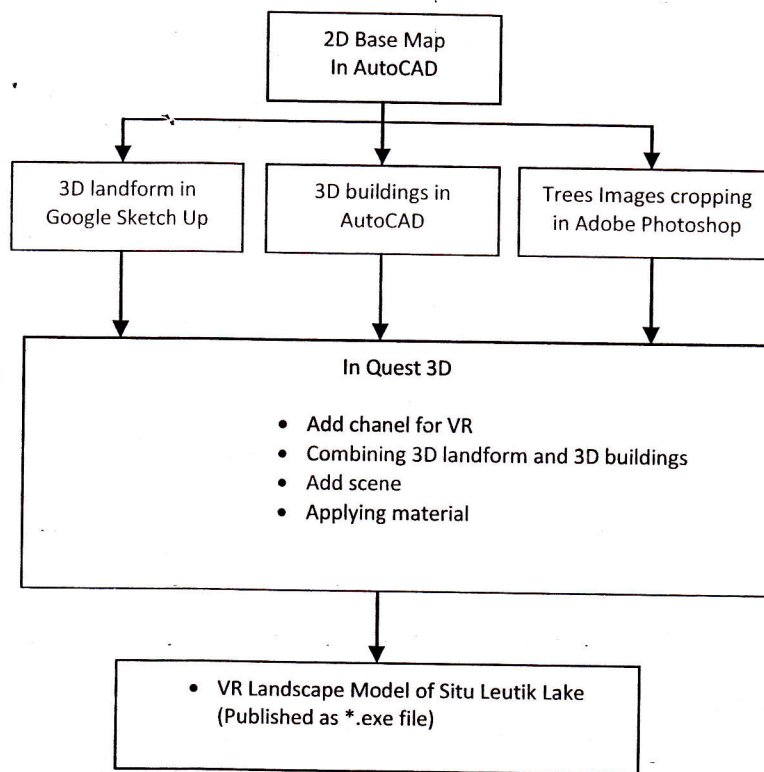 2D Base Map
In AutoCAD
3D landform in
Google Sketch Up
3D buildings in
AutoCAD
Trees Images cropping
in Adobe Photoshop
In Quest 3D
• Add chanel for VR
• Combining 3D landform and 3D buildings
• Add scene
• Applying material
• VR Landscape Model of Situ Leutik Lake
(Published as *.exe file)